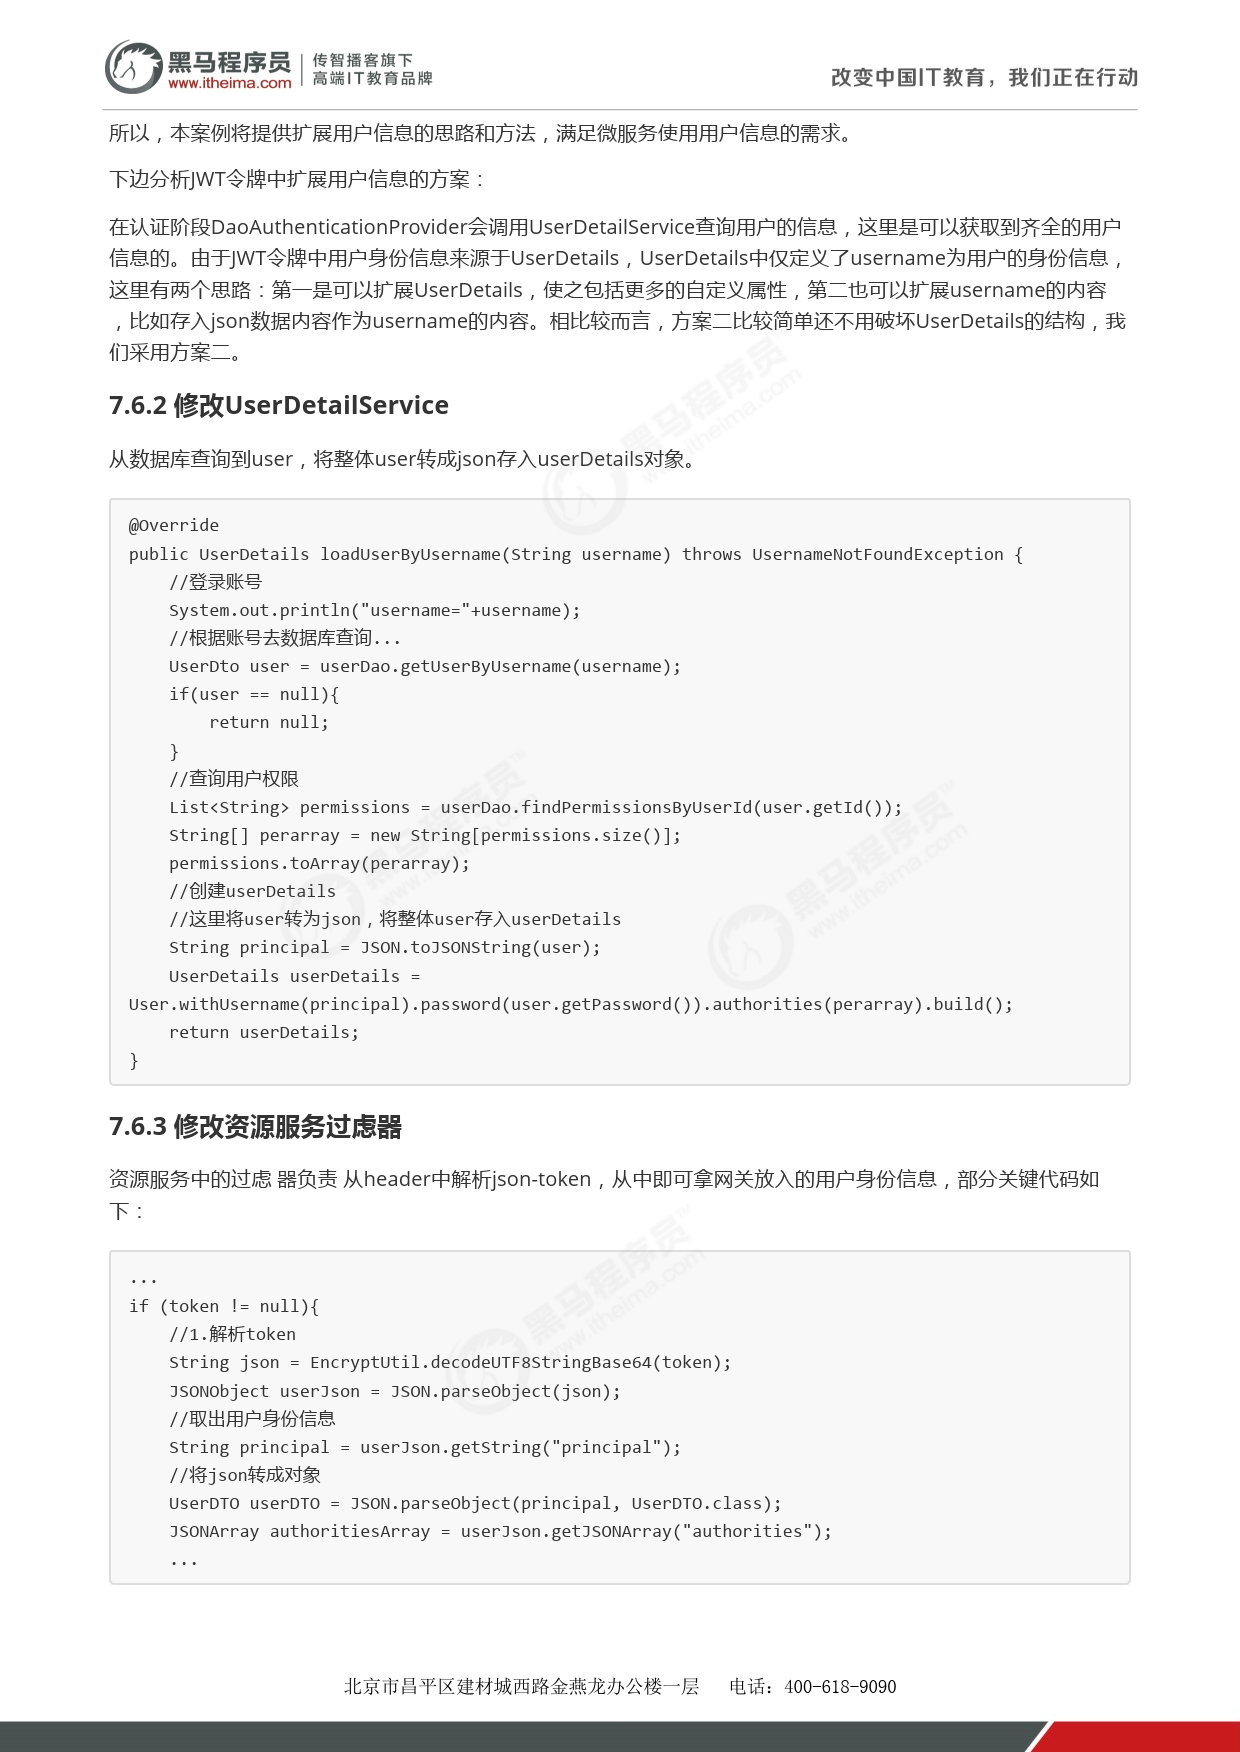 黑马程序员
www.itheima.com
传智播客旗下
高端IT教育品牌
改变中国IT教育，我们正在行动
所以，本案例将提供扩展用户信息的思路和方法，满足微服务使用用户信息的需求。
下边分析JWT令牌中扩展用户信息的方案：
在认证阶段DaoAuthenticationProvider会调用UserDetailService查询用户的信息，这里是可以获取到齐全的用户
信息的。由于JWT令牌中用户身份信息来源于UserDetails，UserDetails中仅定义了username为用户的身份信息，
这里有两个思路：第一是可以扩展UserDetails，使之包括更多的自定义属性，第二也可以扩展username的内容
，比如存入json数据内容作为username的内容。相比较而言，方案二比较简单还不用破坏UserDetails的结构，我
们采用方案二。
7.6.2 修改UserDetailService
从数据库查询到user，将整体user转成json存入userDetails对象。
@Override
public UserDetails loadUserByUsername(String username) throws UsernameNotFoundException {
    //登录账号
    System.out.println("username="+username);
    //根据账号去数据库查询...
    UserDto user = userDao.getUserByUsername(username);
    if(user == null){
        return null;
    }
    //查询用户权限
    List<String> permissions = userDao.findPermissionsByUserId(user.getId());
    String[] perarray = new String[permissions.size()];
    permissions.toArray(perarray);
    //创建userDetails
    //这里将user转为json，将整体user存入userDetails
    String principal = JSON.toJSONString(user);
    UserDetails userDetails =
User.withUsername(principal).password(user.getPassword()).authorities(perarray).build();
    return userDetails;
}
7.6.3 修改资源服务过虑器
资源服务中的过虑 器负责 从header中解析json-token，从中即可拿网关放入的用户身份信息，部分关键代码如
下：
...
if (token != null){
    //1.解析token
    String json = EncryptUtil.decodeUTF8StringBase64(token);
    JSONObject userJson = JSON.parseObject(json);
    //取出用户身份信息
    String principal = userJson.getString("principal");
    //将json转成对象
    UserDTO userDTO = JSON.parseObject(principal, UserDTO.class);
    JSONArray authoritiesArray = userJson.getJSONArray("authorities");
    ...
北京市昌平区建材城西路金燕龙办公楼一层 电话：400-618-9090